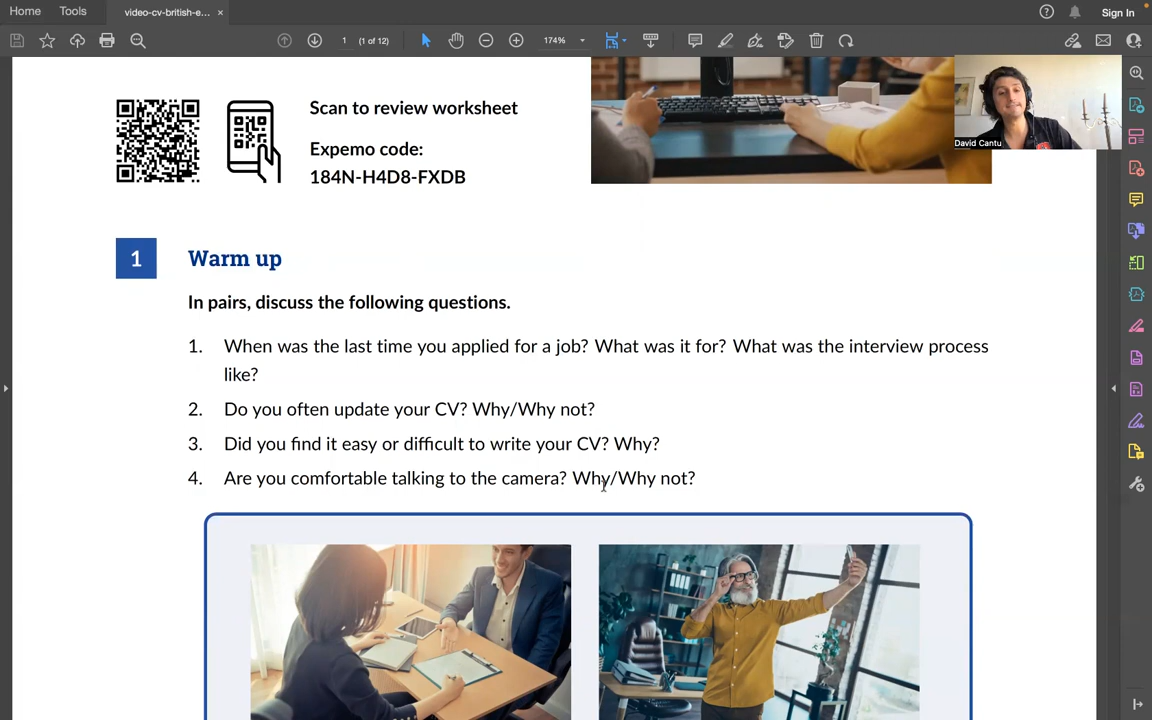 Home
Tools
video-cv-british-e...
Sign In
1
(1 of 12)
174%
Scan to review worksheet
Expemo code:
184N-H4D8-FXDB
David Cantu
1
Warm up
In pairs, discuss the following questions.
1. When was the last time you applied for a job? What was it for? What was the interview process
like?
2. Do you often update your CV? Why/Why not?
3. Did you find it easy or difficult to write your CV? Why?
4. Are you comfortable talking to the camera? Why/Why not?